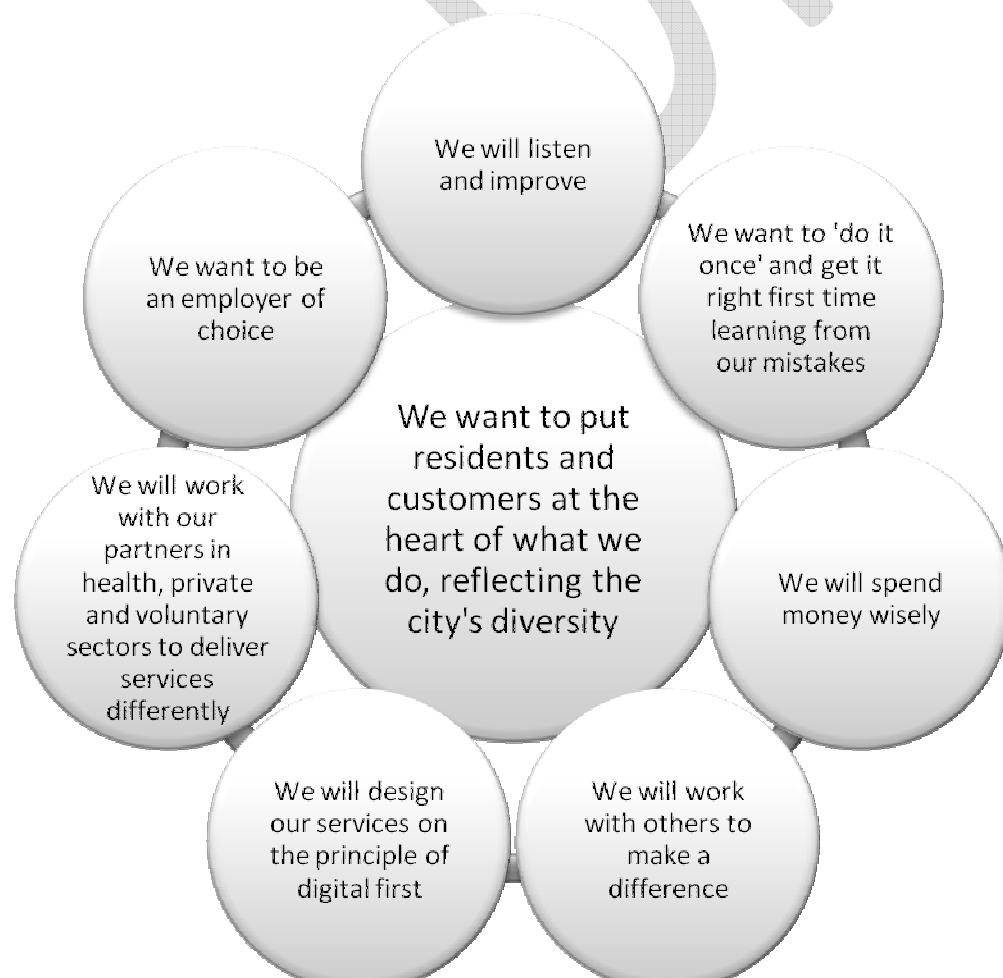 We will listen
and improve
We want to 'do it
once' and get it
right first time
learning from
our mistakes
We will spend
money wisely
We will work
with others to
make a
difference
We will design
our services on
the principle of
digital first
We will work
with our
partners in
health, private
and voluntary
sectors to deliver
services
differently
We want to be
an employer of
choice
We want to put
residents and
customers at the
heart of what we
do, reflecting the
city's diversity